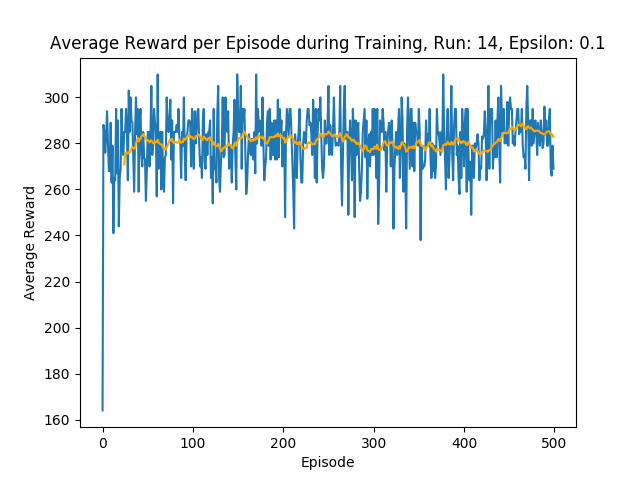 Average Reward per Episode during Training, Run: 14, Epsilon: 0.1
Average Reward
300
280
260
240
220
200
180
160
0 100 200 300 400 500
Episode